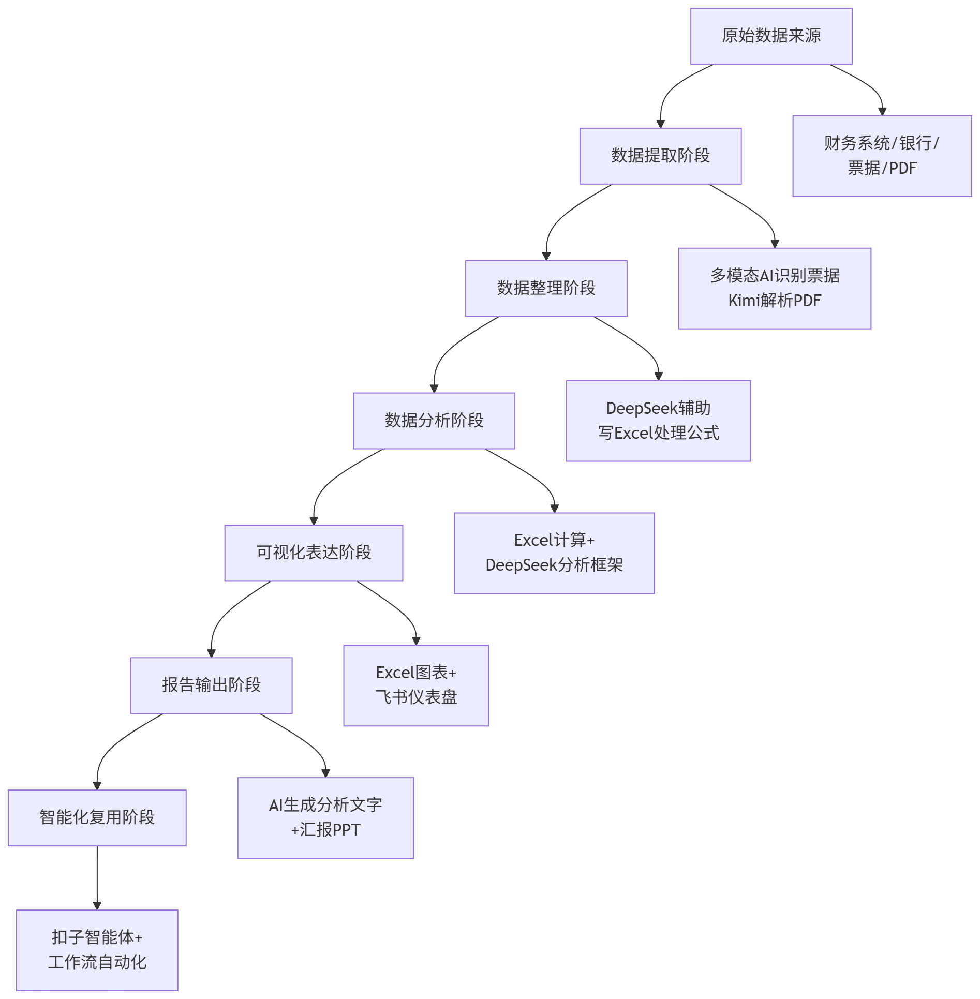 原始数据来源
财务系统/银行/
票据/PDF
数据提取阶段
多模态AI识别票据
Kimi解析PDF
数据整理阶段
DeepSeek辅助
写Excel处理公式
数据分析阶段
Excel计算+
DeepSeek分析框架
可视化表达阶段
Excel图表+
飞书仪表盘
报告输出阶段
AI生成分析文字
+汇报PPT
智能化复用阶段
扣子智能体+
工作流自动化